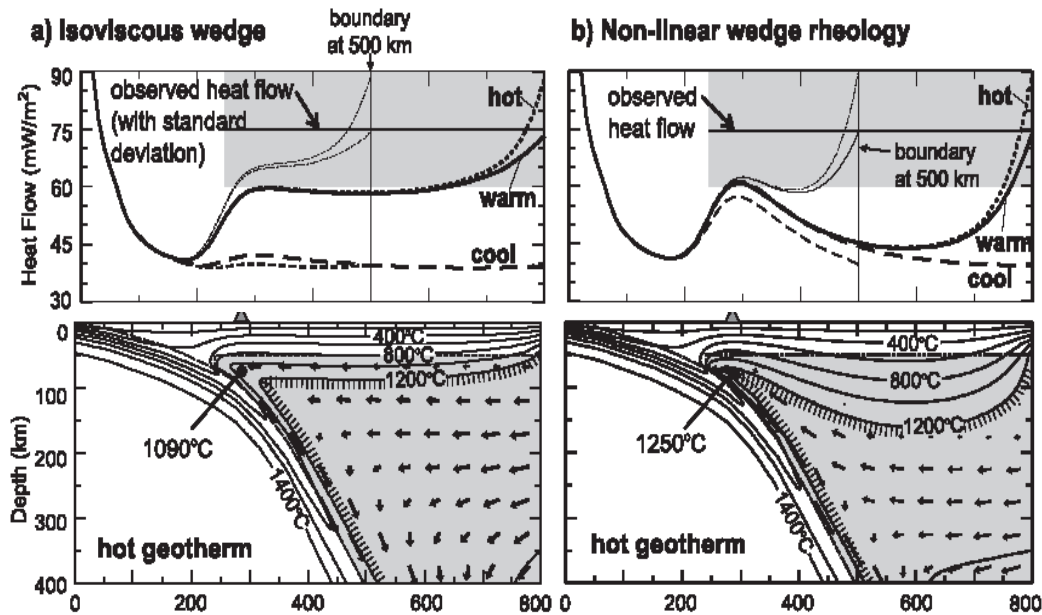 a) Isoviscous wedge
boundary
at 500 km
b) Non-linear wedge rheology
90
75
60
45
30
Heat Flow (mW/m²)
observed heat flow
(with standard
deviation)
hot
warm
cool
observed
heat flow
hot
boundary
at 500 km
warm
cool
0
100
200
300
400
Depth (km)
400°C
800°C
1200°C
1090°C
1400°C
hot geotherm
0
200
400
600
800
400°C
800°C
1200°C
1250°C
1400°C
hot geotherm
0
200
400
600
800